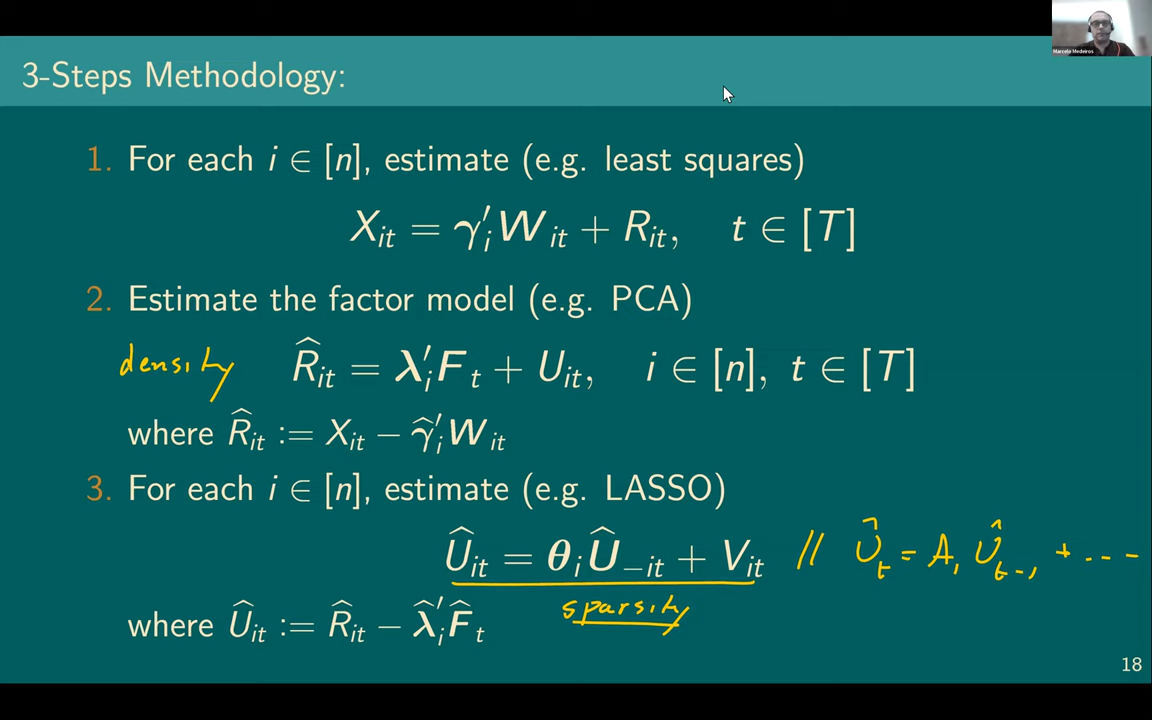 Marcelo Medeiros
3-Steps Methodology:
1. For each i ∈ [n], estimate (e.g. least squares)
X_it = γ′_i W_it + R_it, t ∈ [T]
2. Estimate the factor model (e.g. PCA)
density R̂_it = λ′_i F_t + U_it, i ∈ [n], t ∈ [T]
where R̂_it := X_it − γ̂′_i W_it
3. For each i ∈ [n], estimate (e.g. LASSO)
Û_it = θ_i Û_−it + V_it // Û_t = A_1 Û_t-1 + ---
sparsity
where Û_it := R̂_it − λ̂′_i F̂_t
18